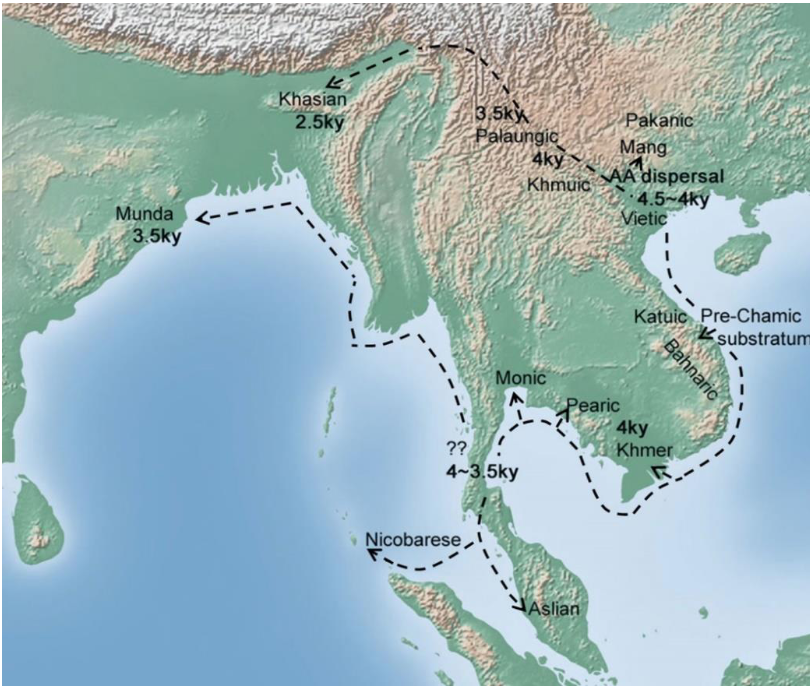 Khasian
2.5ky
3.5ky
Palaungic
4ky
Khmuic
Pakanic
Mang
AA dispersal
4.5~4ky
Vietic
Munda
3.5ky
Katuic
Pre-Chamic
substratum
Bahnaric
Monic
Pearic
4ky
Khmer
??
4~3.5ky
Nicobarese
Aslian